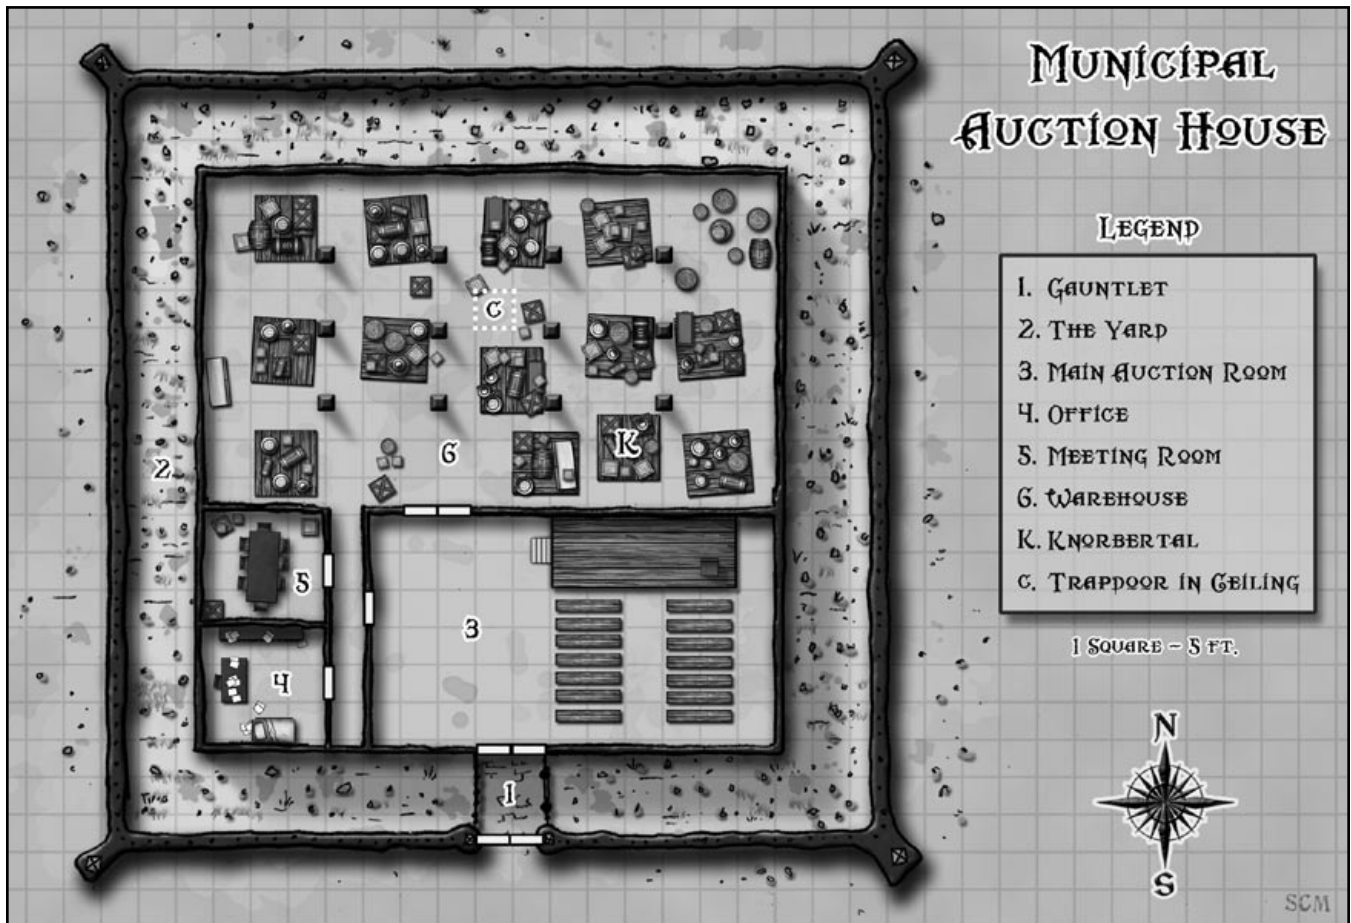 Municipal
Auction House
Legend
1. Gauntlet
2. The Yard
3. Main Auction Room
4. Office
5. Meeting Room
6. Warehouse
K. Knorbertal
C. Trapdoor in Ceiling
1 Square – 5 ft.
C
K
6
2
5
3
4
1
N
S
SCM